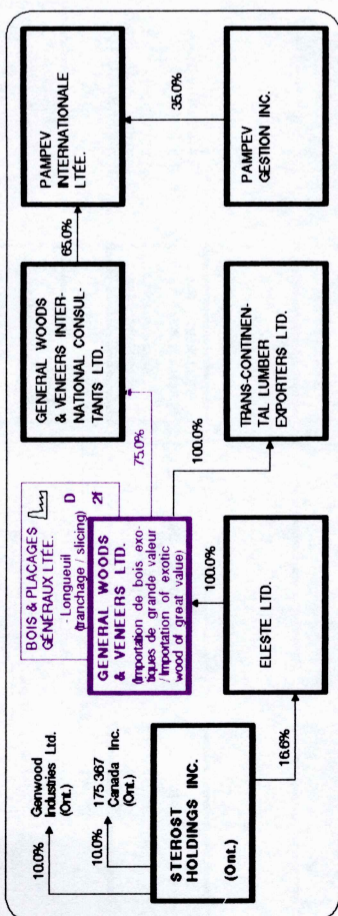 10.0%
Ganwood
Industries Ltd.
(Ont.)
10.0%
175367
Canada Inc.
(Ont.)
STEROST
HOLDINGS INC.
(Ont.)
16.6%
BOIS & PLACAGES
GÉNÉRAUX LTÉE.
- Longueuil
(tranchage / slicing)
D
2f
GENERAL WOODS
& VENEERS LTD.
(Importation de bois exo-
tiques de grande valeur
/ Importation of exotic
wood of great value)
100.0%
ELESTE LTD.
75.0%
100.0%
GENERAL WOODS
& VENEERS INTER-
NATIONAL CONSUL-
TANTS LTD.
TRANS-CONTINEN-
TAL LUMBER
EXPORTERS LTD.
65.0%
PAMPEV
INTERNATIONALE
LTÉE.
35.0%
PAMPEV
GESTION INC.